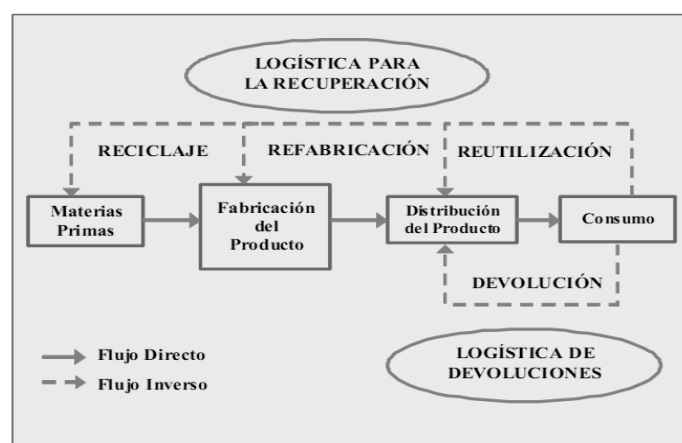 LOGÍSTICA PARA
LA RECUPERACIÓN
RECICLAJE
REFABRICACIÓN
REUTILIZACIÓN
Materias
Primas
Fabricación
del
Producto
Distribución
del Producto
Consumo
DEVOLUCIÓN
Flujo Directo
Flujo Inverso
LOGÍSTICA DE
DEVOLUCIONES